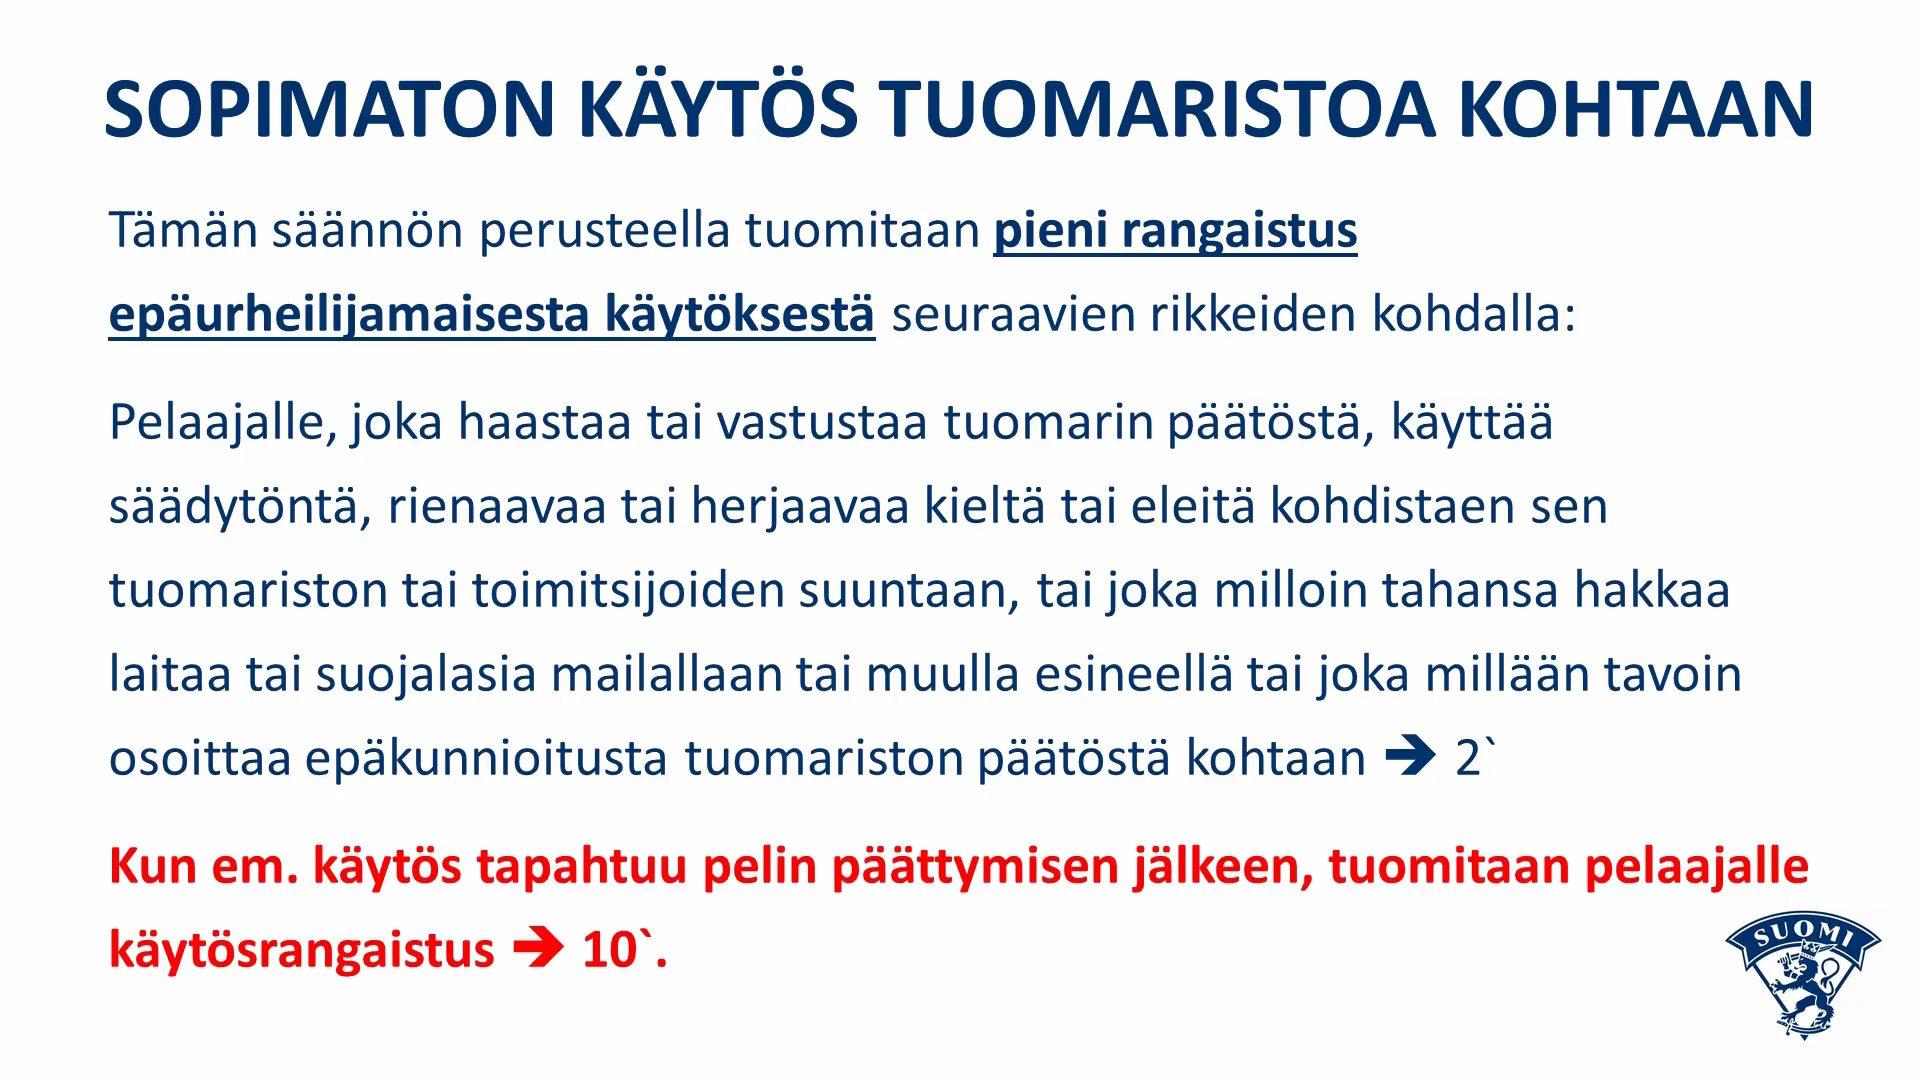 SOPIMATON KÄYTÖS TUOMARISTOA KOHTAAN
Tämän säännön perusteella tuomitaan pieni rangaistus
epäurheilijamaisesta käytöksestä seuraavien rikkeiden kohdalla:
Pelaajalle, joka haastaa tai vastustaa tuomarin päätöstä, käyttää
säädytöntä, rienaavaa tai herjaavaa kieltä tai eleitä kohdistaen sen
tuomariston tai toimitsijoiden suuntaan, tai joka milloin tahansa hakkaa
laitaa tai suojalasia mailallaan tai muulla esineellä tai joka millään tavoin
osoittaa epäkunnioitusta tuomariston päätöstä kohtaan ➔ 2`
Kun em. käytös tapahtuu pelin päättymisen jälkeen, tuomitaan pelaajalle
käytösrangaistus ➔ 10`.
SUOMI